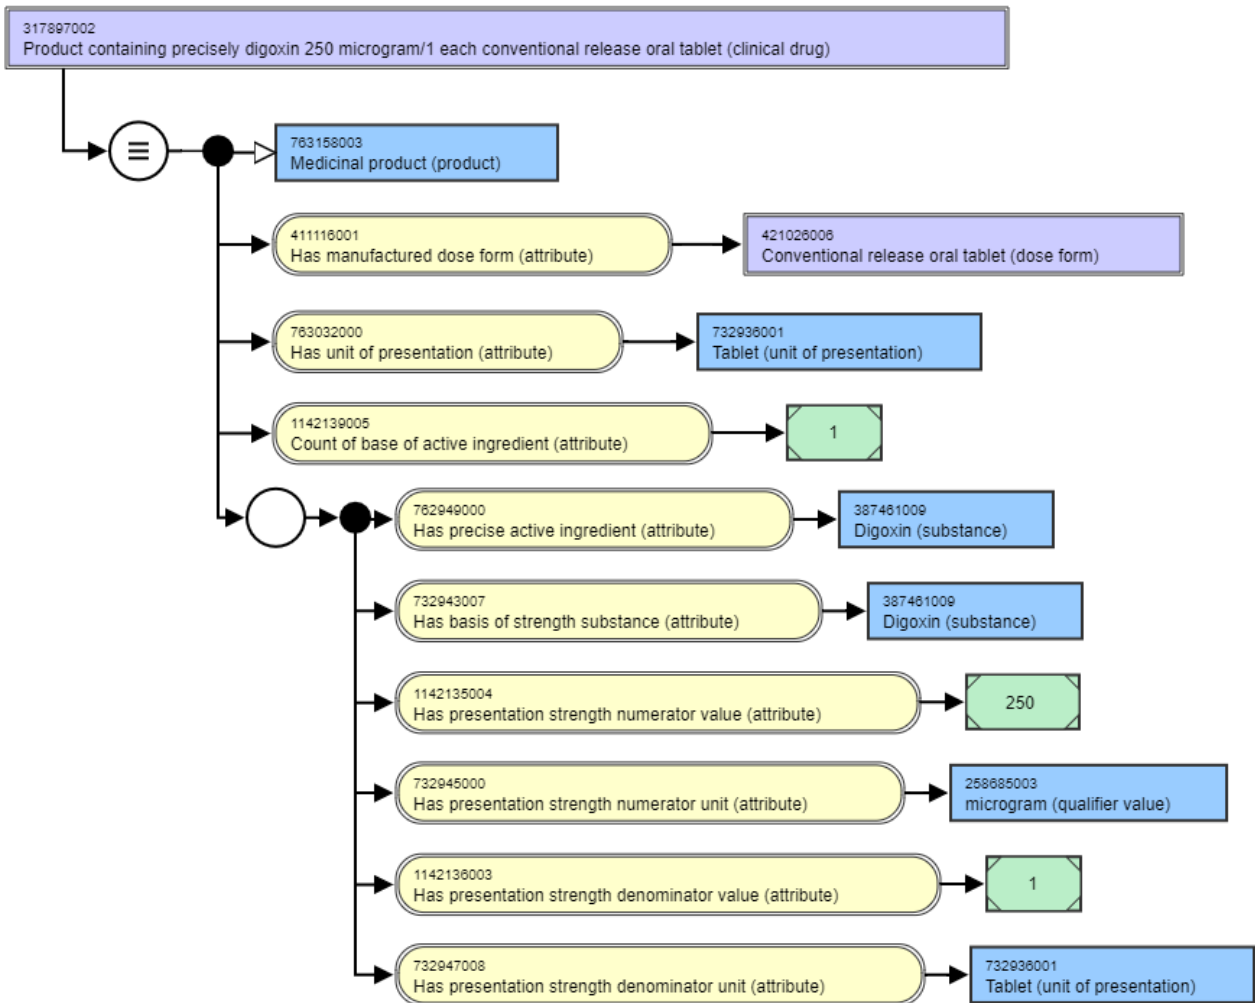 317897002
Product containing precisely digoxin 250 microgram/1 each conventional release oral tablet (clinical drug)
763158003
Medicinal product (product)
411116001
Has manufactured dose form (attribute)
421026006
Conventional release oral tablet (dose form)
763032000
Has unit of presentation (attribute)
732936001
Tablet (unit of presentation)
1142139005
Count of base of active ingredient (attribute)
1
762949000
Has precise active ingredient (attribute)
387461009
Digoxin (substance)
732943007
Has basis of strength substance (attribute)
387461009
Digoxin (substance)
1142135004
Has presentation strength numerator value (attribute)
250
732945000
Has presentation strength numerator unit (attribute)
258685003
microgram (qualifier value)
1142136003
Has presentation strength denominator value (attribute)
1
732947008
Has presentation strength denominator unit (attribute)
732936001
Tablet (unit of presentation)